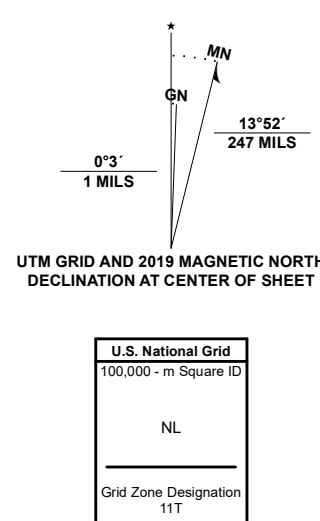 ★
MN
GN
13°52´
247 MILS
0°3´
1 MILS
UTM GRID AND 2019 MAGNETIC NORTH
DECLINATION AT CENTER OF SHEET
U.S. National Grid
100,000 - m Square ID
NL
Grid Zone Designation
11T